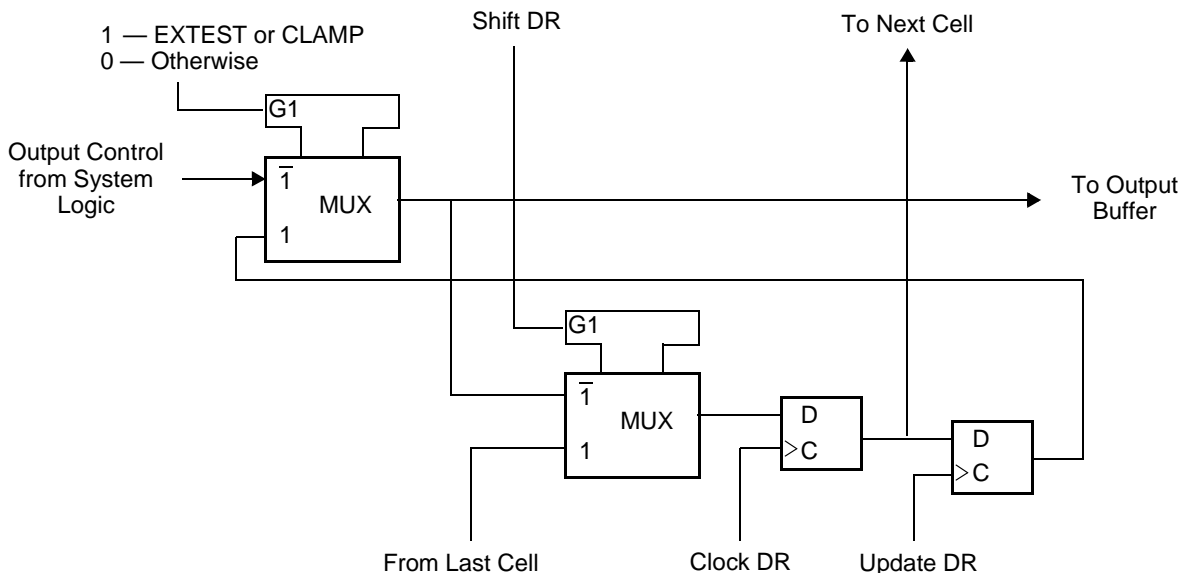 Shift DR
To Next Cell
1 — EXTEST or CLAMP
0 — Otherwise
G1
Output Control
from System
Logic
1̅
MUX
1
To Output
Buffer
G1
1̅
MUX
1
D
C
D
C
From Last Cell
Clock DR
Update DR